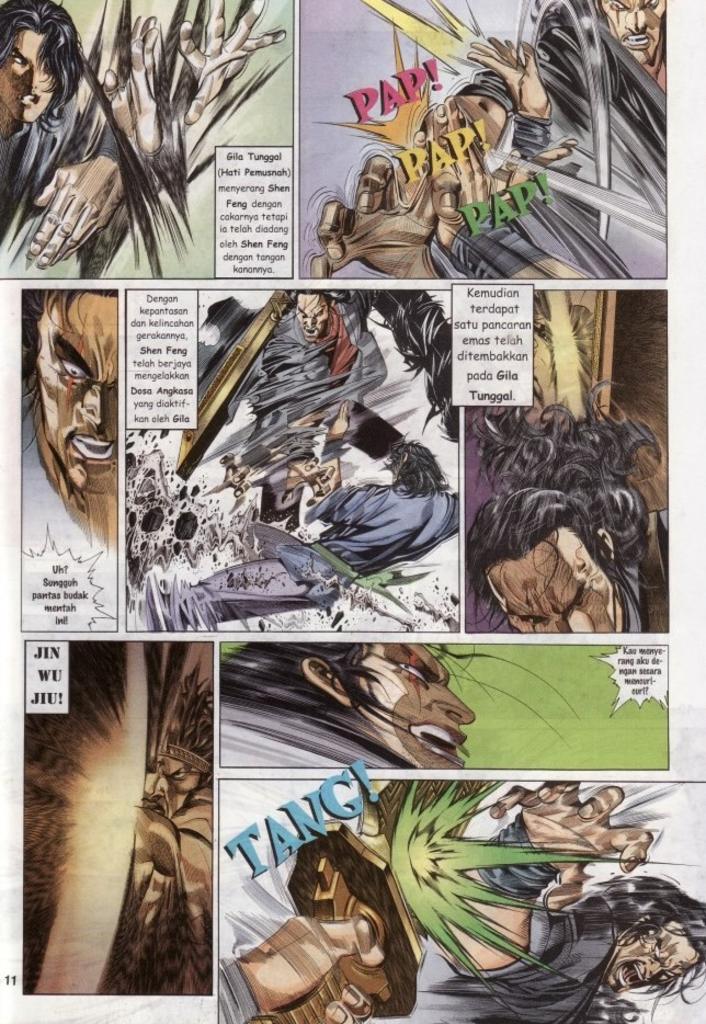 Gila Tunggal
(Hati Pemusnah)
menyerang Shen
Feng dengan
cakarnya tetapi
ia telah diadang
oleh Shen Feng
dengan tangan
kanannya.
PAP!
PAP!
PAP!
Uh?
Sungguh
pantas budak
mentah
ini!
Dengan
kepantasan
dan kelincahan
gerakannya,
Shen Feng
telah berjaya
mengelakkan
Dosa Angkasa
yang diaktif-
kan oleh Gila
Kemudian
terdapat
satu pancaran
emas telah
ditembakkan
pada Gila
Tunggal.
JIN
WU
JIU!
Kau menye-
rang aku de-
ngan secara
mencuri-
curi?
TANG!
11